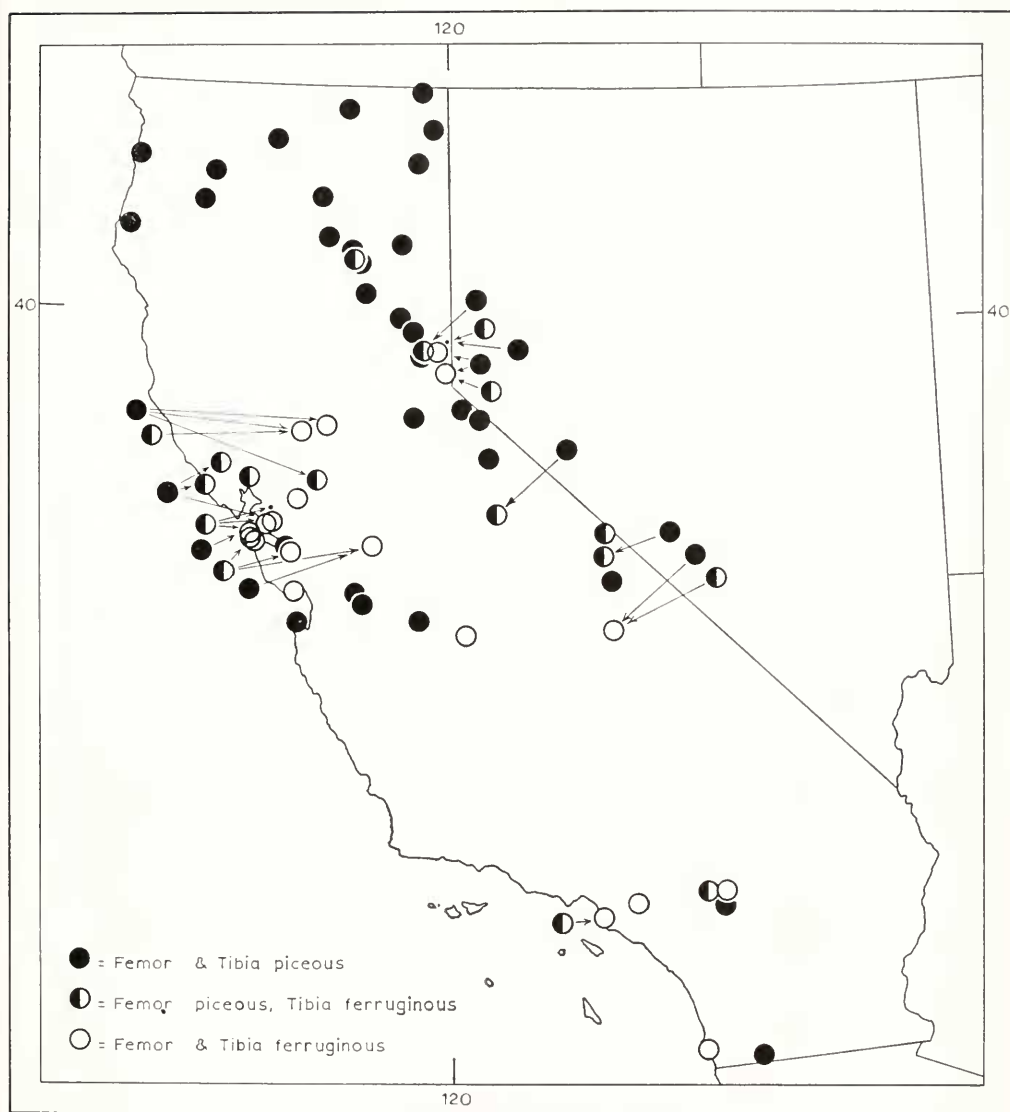 120
40
40
= Femor & Tibia piceous
= Femor piceous, Tibia ferruginous
= Femor & Tibia ferruginous
120